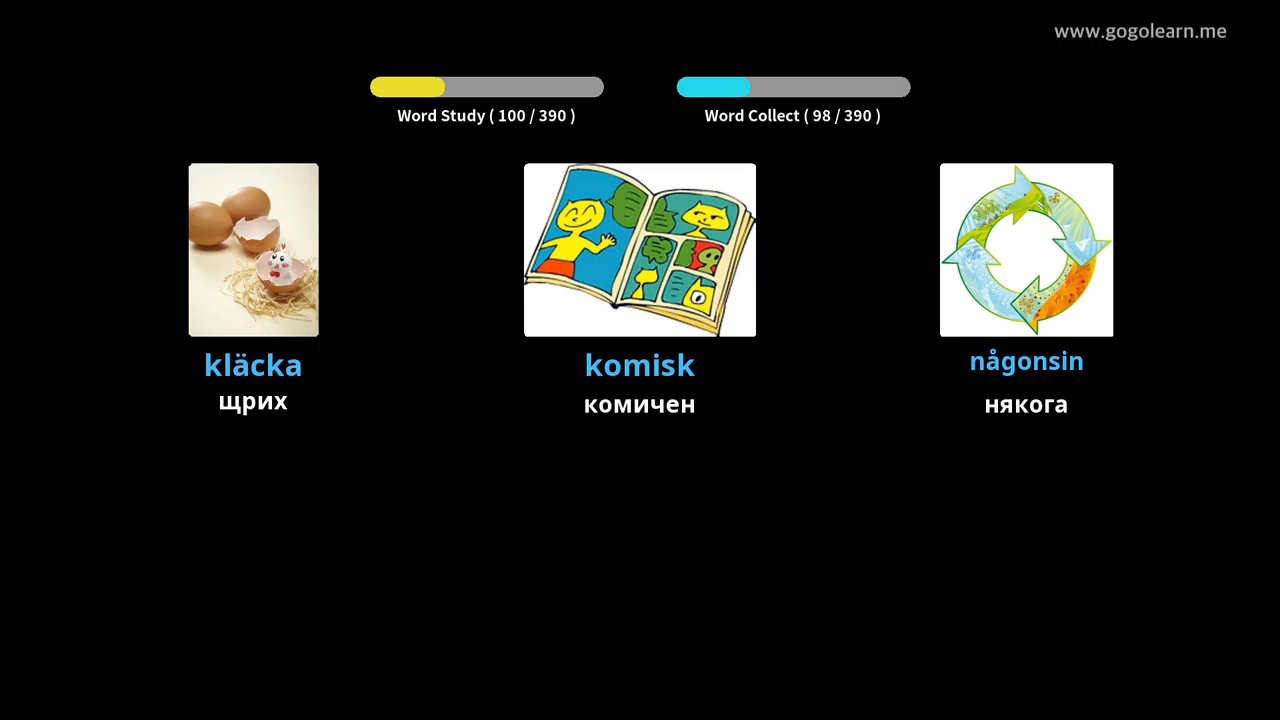 www.gogolearn.me
Word Study ( 100 / 390 )
Word Collect ( 98 / 390 )
kläcka
щрих
komisk
комичен
någonsin
някога